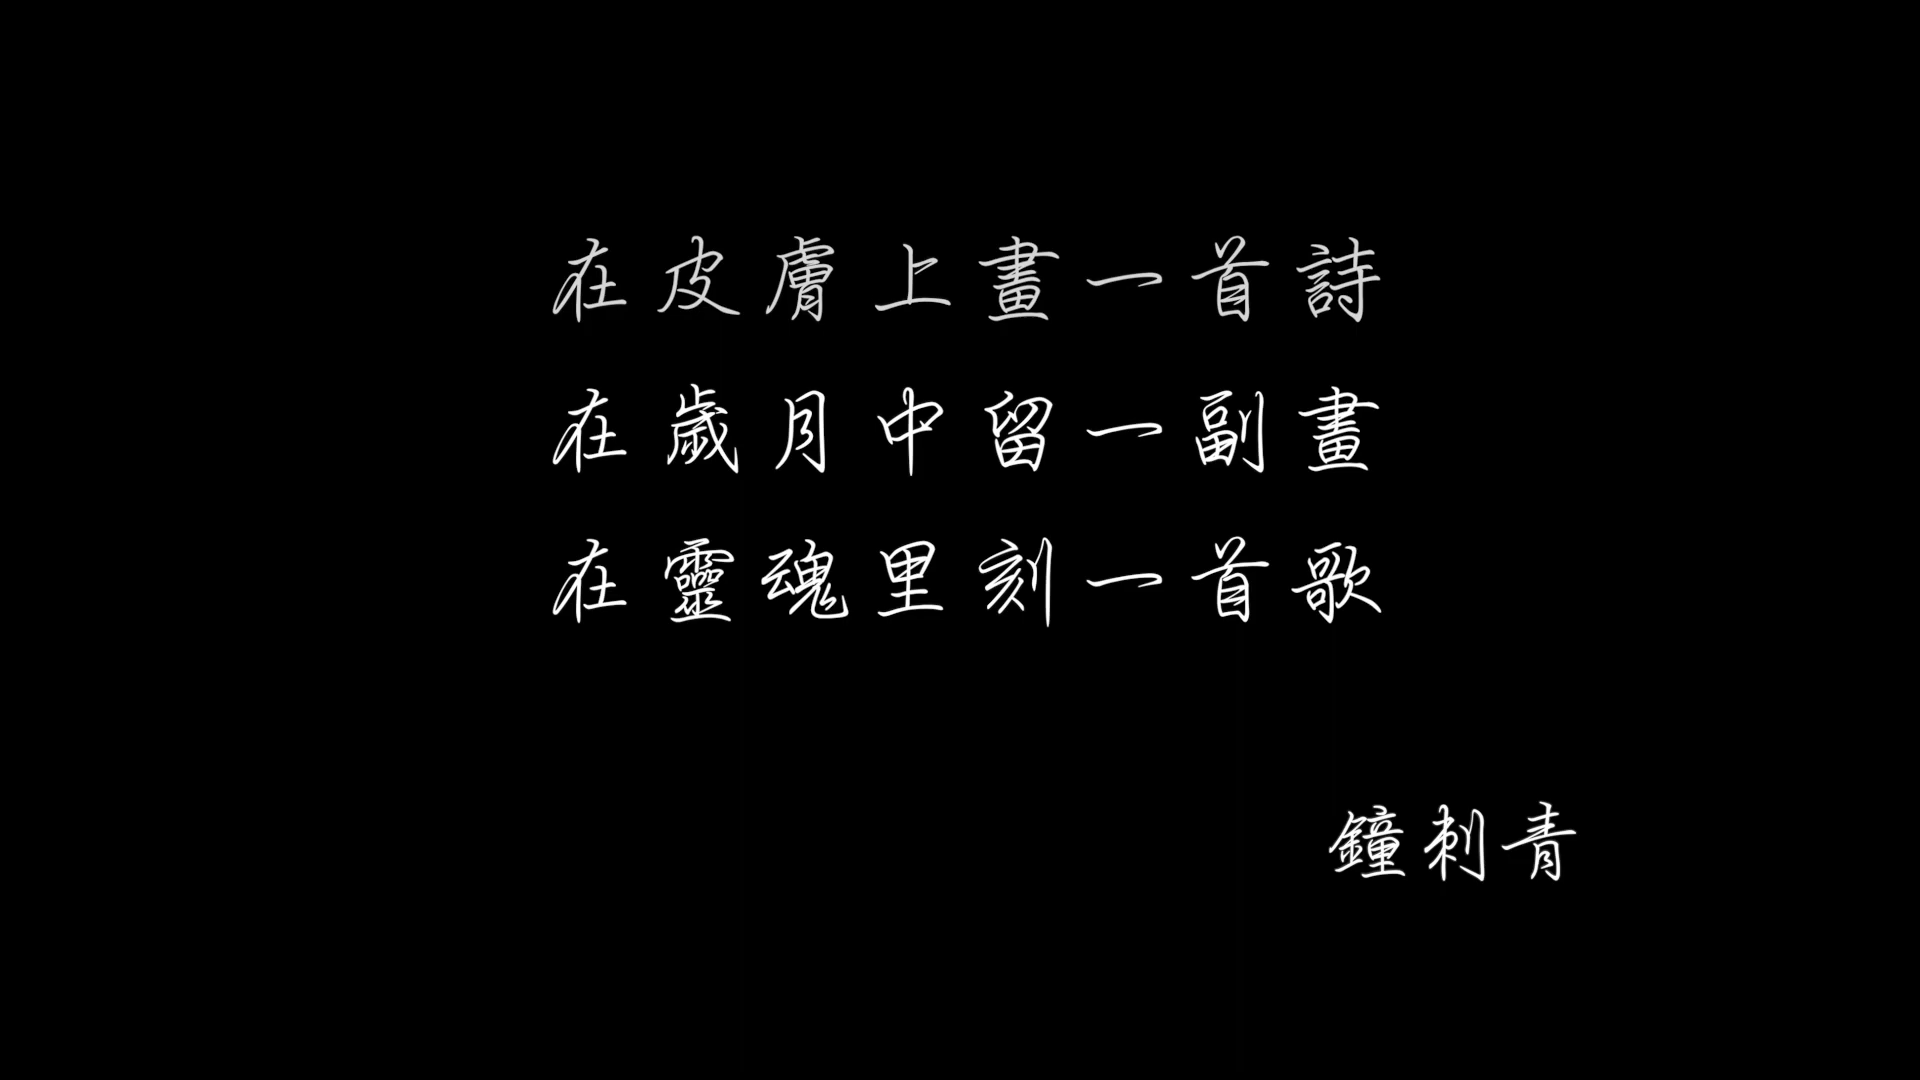 在皮膚上畫一首詩
在歲月中留一副畫
在靈魂里刻一首歌
鐘刺青